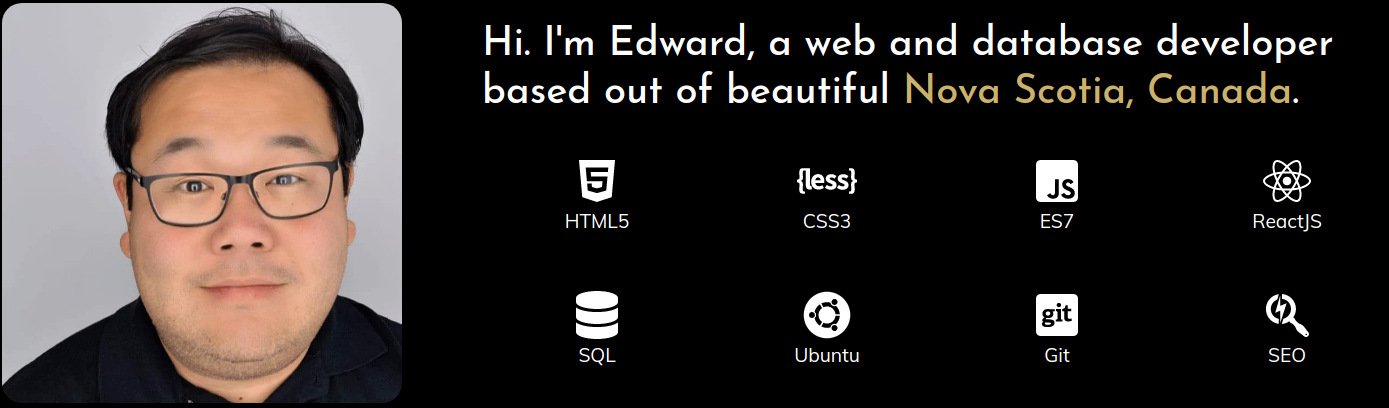 Hi. I'm Edward, a web and database developer
based out of beautiful Nova Scotia, Canada.
5 {less} JS
HTML5 CSS3 ES7 ReactJS
git
SQL Ubuntu Git SEO